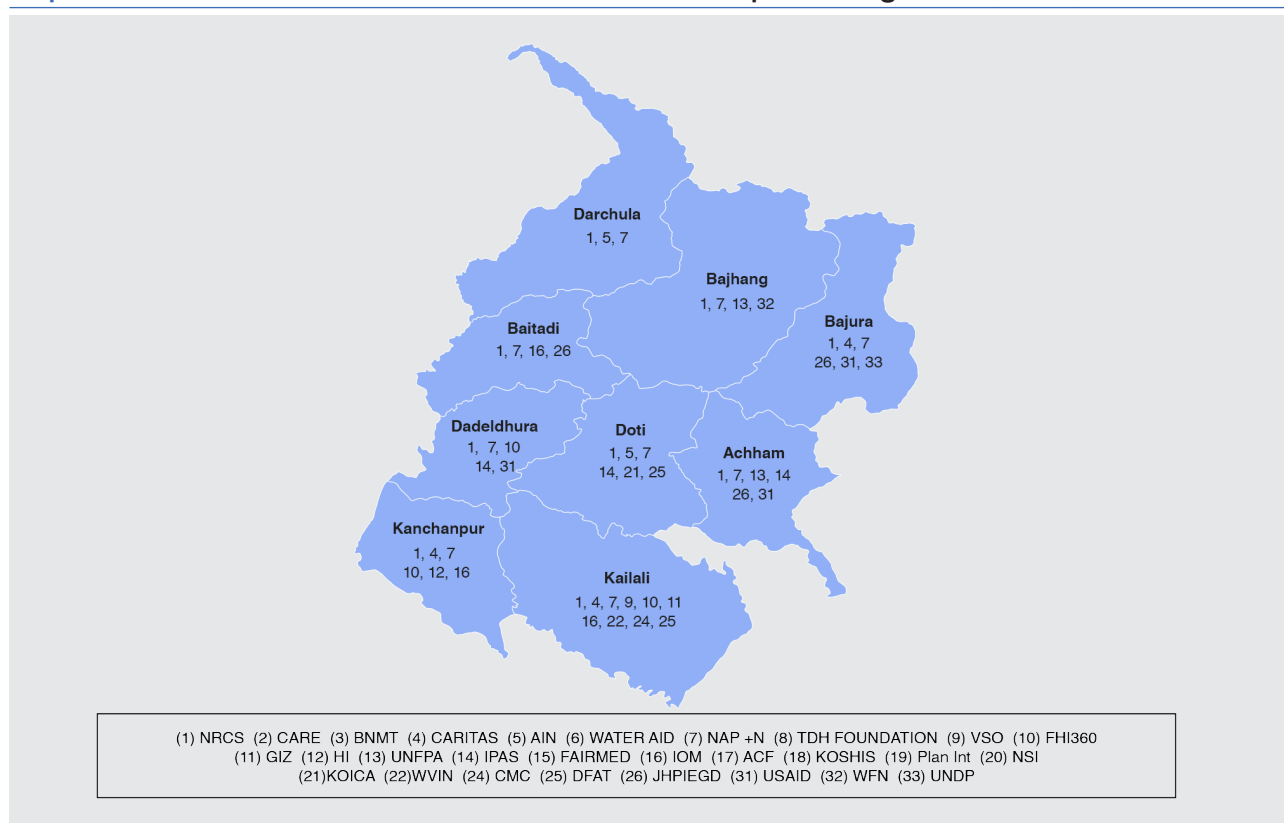 Darchula
1, 5, 7
Bajhang
1, 7, 13, 32
Bajura
1, 4, 7
26, 31, 33
Baitadi
1, 7, 16, 26
Dadeldhura
1, 7, 10
14, 31
Doti
1, 5, 7
14, 21, 25
Achham
1, 7, 13, 14
26, 31
Kanchanpur
1, 4, 7
10, 12, 16
Kailali
1, 4, 7, 9, 10, 11
16, 22, 24, 25
(1) NRCS (2) CARE (3) BNMT (4) CARITAS (5) AIN (6) WATER AID (7) NAP +N (8) TDH FOUNDATION (9) VSO (10) FHI360
(11) GIZ (12) HI (13) UNFPA (14) IPAS (15) FAIRMED (16) IOM (17) ACF (18) KOSHIS (19) Plan Int (20) NSI
(21)KOICA (22)WVIN (24) CMC (25) DFAT (26) JHPIEGD (31) USAID (32) WFN (33) UNDP